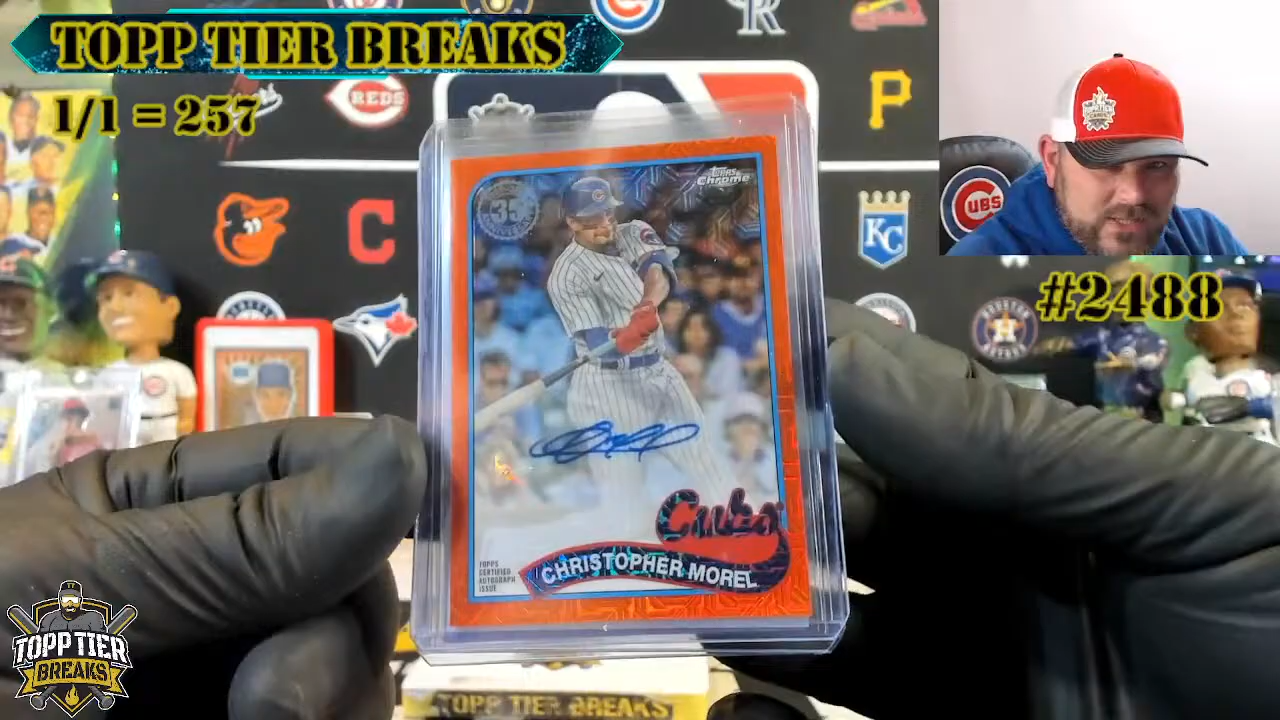 TOPP TIER BREAKS
1/1 = 257
REDS
Topps
Chrome
35
CUBS
KC
#2488
Cubs
TOPPS
CERTIFIED
AUTOGRAPH
ISSUE
CHRISTOPHER MOREL
TOPP TIER
BREAKS
TOPP TIER BREAKS